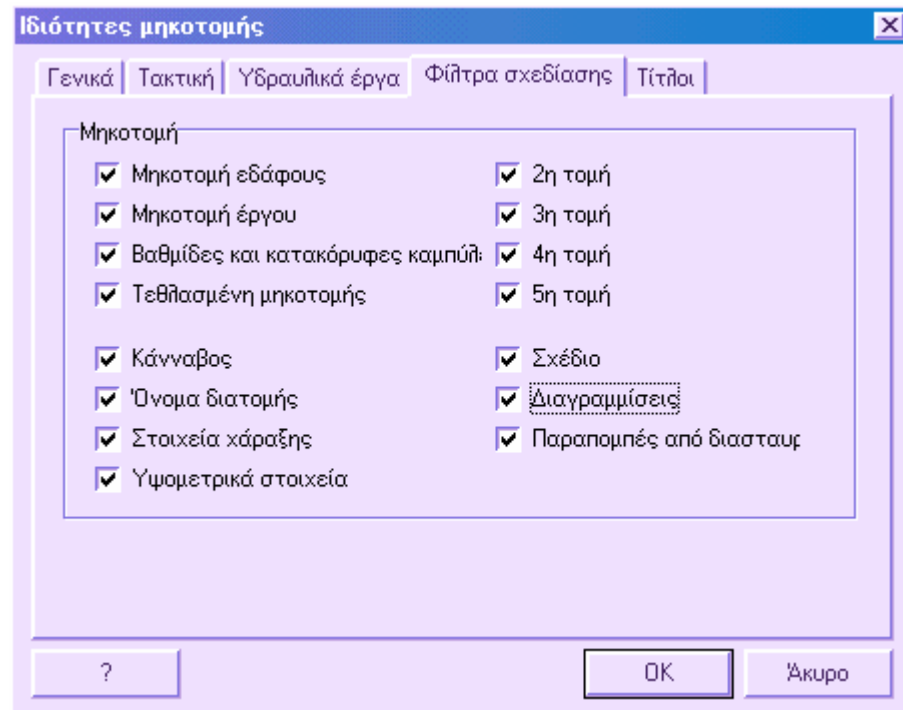 Ιδιότητες μηκοτομής
Γενικά Τακτική Υδραυλικά έργα Φίλτρα σχεδίασης Τίτλοι
Μηκοτομή
Μηκοτομή εδάφους
Μηκοτομή έργου
Βαθμίδες και κατακόρυφες καμπύλ
Τεθλασμένη μηκοτομής
2η τομή
3η τομή
4η τομή
5η τομή
Κάνναβος
Όνομα διατομής
Στοιχεία χάραξης
Υψομετρικά στοιχεία
Σχέδιο
Διαγραμμίσεις
Παραπομπές από διασταυρ
? OK Άκυρο